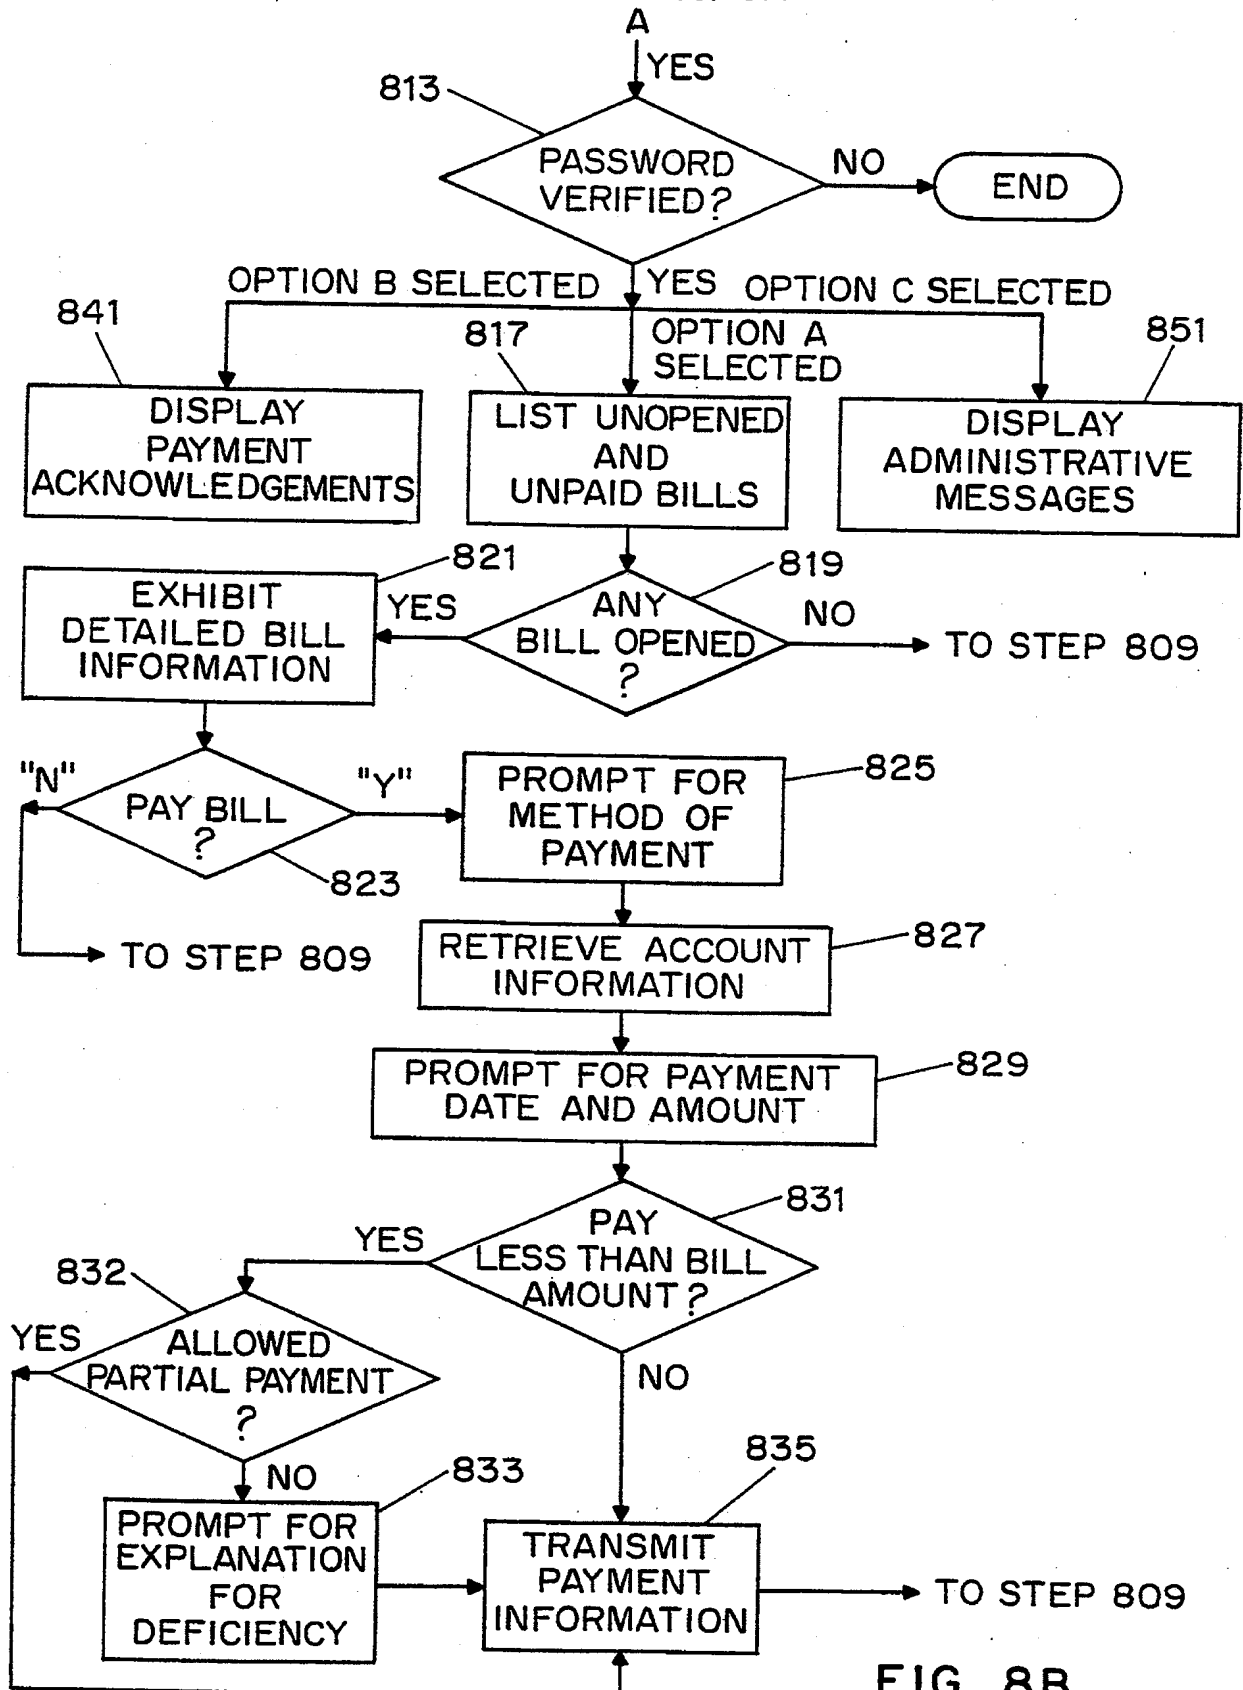 A
YES
813
PASSWORD
VERIFIED?
NO
END
OPTION B SELECTED
YES
OPTION C SELECTED
841
817
OPTION A
SELECTED
851
DISPLAY
PAYMENT
ACKNOWLEDGEMENTS
LIST UNOPENED
AND
UNPAID BILLS
DISPLAY
ADMINISTRATIVE
MESSAGES
821
819
EXHIBIT
DETAILED BILL
INFORMATION
YES
ANY
BILL OPENED
?
NO
TO STEP 809
"N"
PAY BILL
?
"Y"
823
PROMPT FOR
METHOD OF
PAYMENT
825
TO STEP 809
RETRIEVE ACCOUNT
INFORMATION
827
PROMPT FOR PAYMENT
DATE AND AMOUNT
829
831
PAY
LESS THAN BILL
AMOUNT?
YES
832
YES
ALLOWED
PARTIAL PAYMENT
?
NO
NO
833
835
PROMPT FOR
EXPLANATION
FOR
DEFICIENCY
TRANSMIT
PAYMENT
INFORMATION
TO STEP 809
FIG. 8B